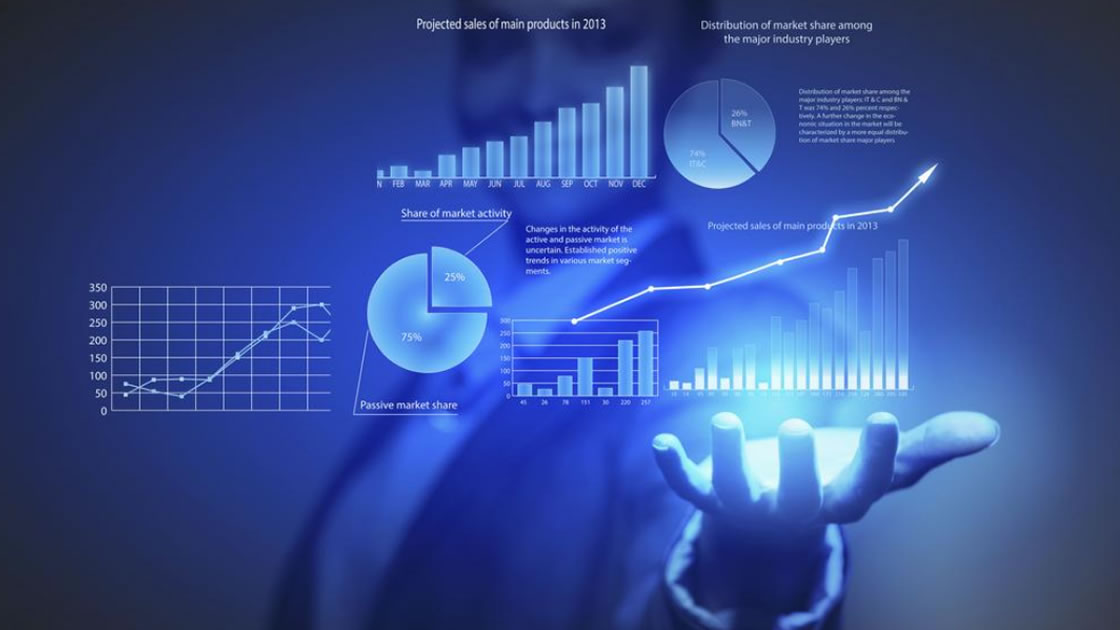 Projected sales of main products in 2013
Distribution of market share among
the major industry players
26%
BN&T
74%
IT&C
Distribution of market share among the
major industry players: IT & C and BN &
T was 74% and 26% percent respec-
tively. A further change in the eco-
nomic situation in the market will be
characterized by a more equal distribu-
tion of market share major players
N FEB MAR APR MAY JUN JUL AUG SEP OCT NOV DEC
Share of market activity
25%
75%
Passive market share
Changes in the activity of the
active and passive market is
uncertain. Established positive
trends in various market seg-
ments.
Projected sales of main products in 2013
350
300
250
200
150
100
50
0
300
250
200
150
100
50
0
45 26 78 151 30 220 257